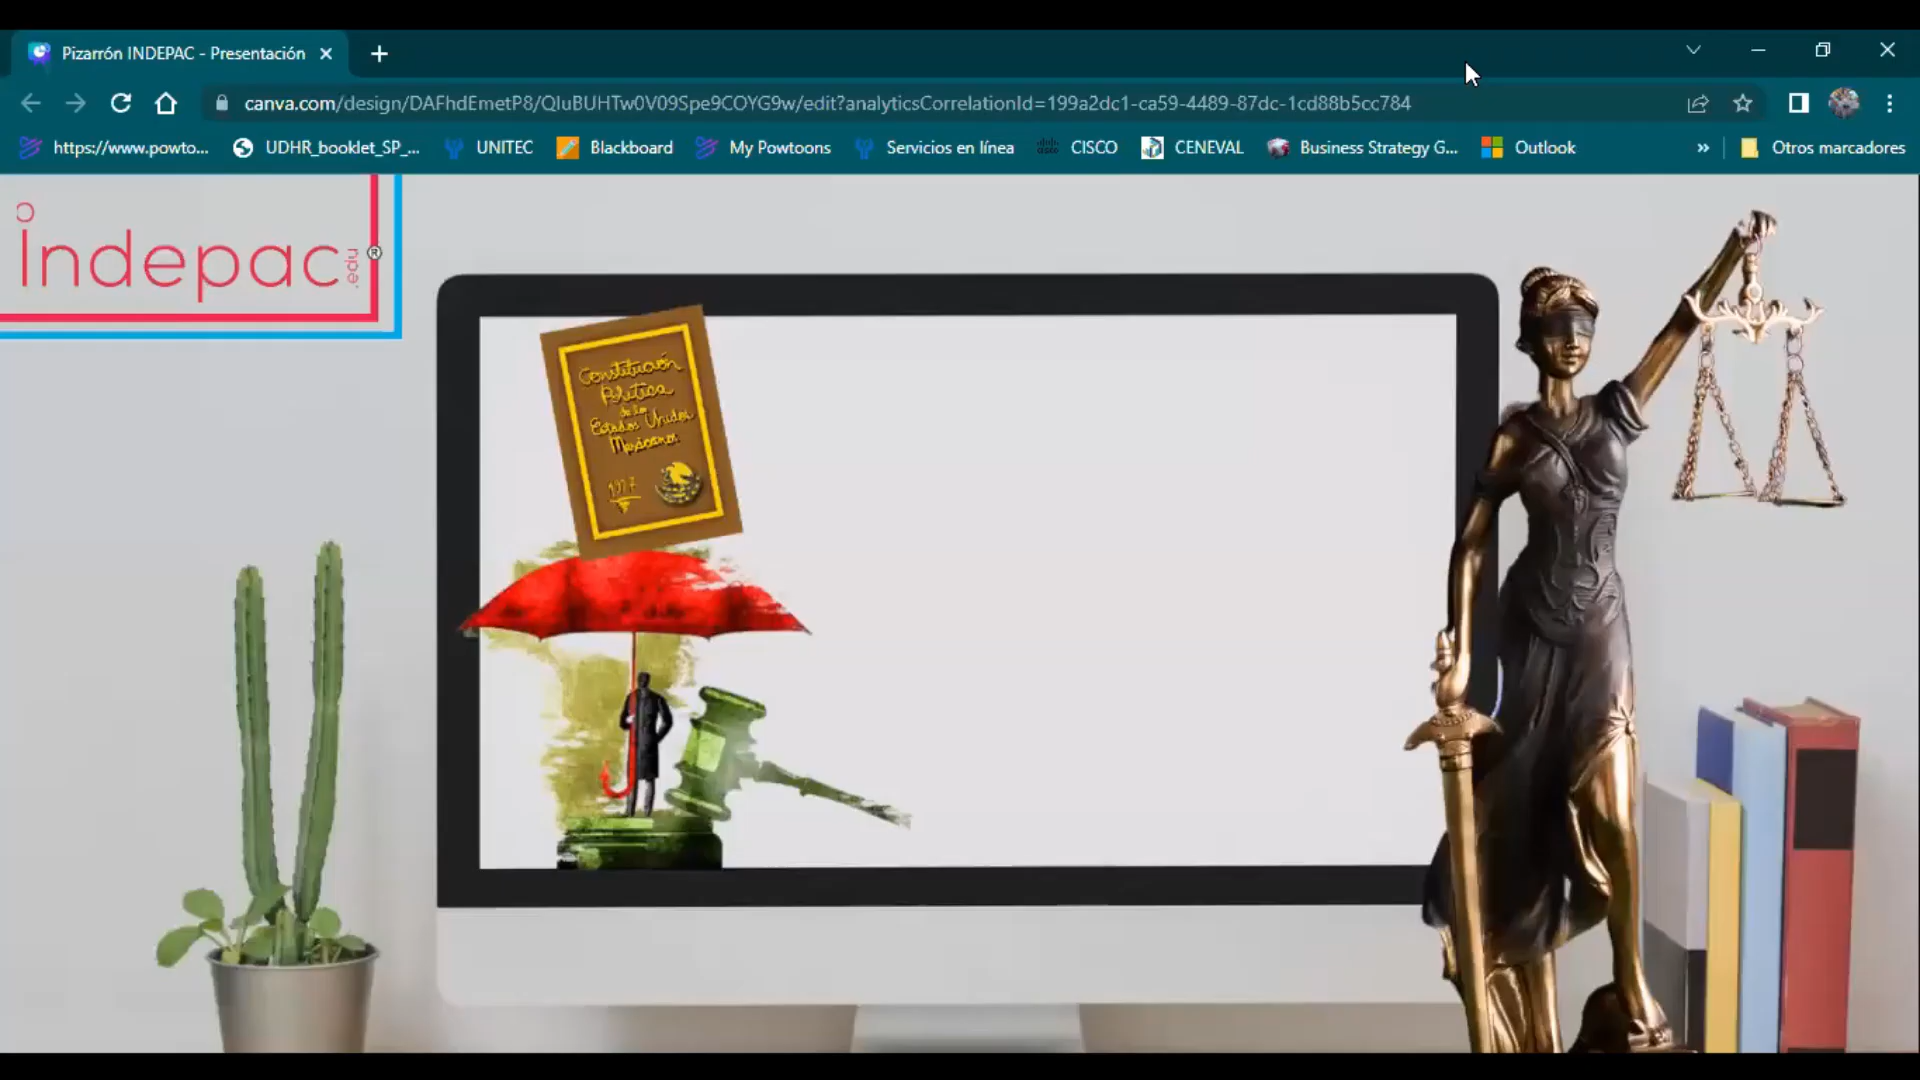 Pizarrón INDEPAC - Presentación
canva.com/design/DAFhdEmetP8/QIuBUHTw0V09Spe9COYG9w/edit?analyticsCorrelationId=199a2dc1-ca59-4489-87dc-1cd88b5cc784
https://www.powto... UDHR_booklet_SP_... UNITEC Blackboard My Powtoons Servicios en línea CISCO CENEVAL Business Strategy G... Outlook » Otros marcadores
Indepac .edu ®
Constitución
Política
de los
Estados Unidos
Mexicanos
1917